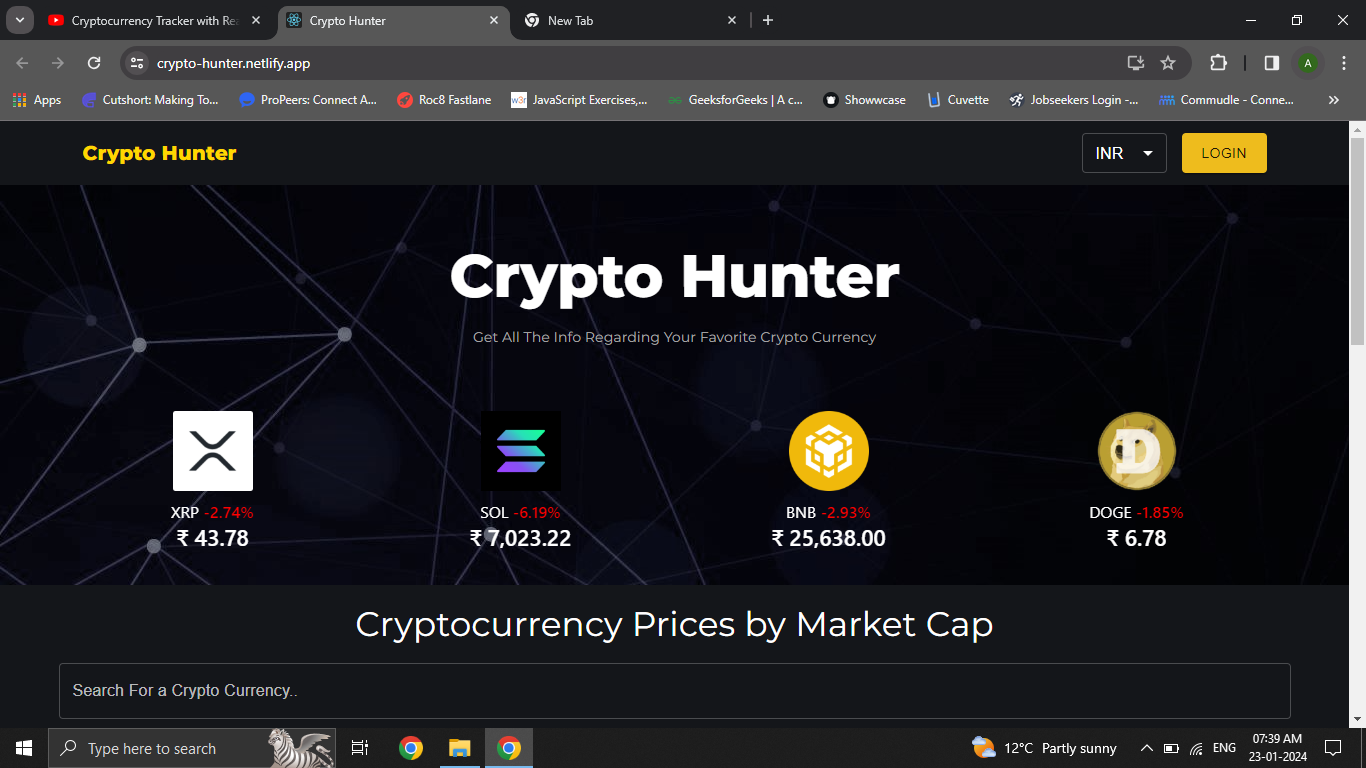 Cryptocurrency Tracker with Rea
Crypto Hunter
New Tab
crypto-hunter.netlify.app
A
Apps
Cutshort: Making To...
ProPeers: Connect A...
Roc8 Fastlane
w3r
JavaScript Exercises,...
GeeksforGeeks | A c...
Showwcase
Cuvette
Jobseekers Login -...
Commudle - Conne...
Crypto Hunter
INR
LOGIN
Crypto Hunter
Get All The Info Regarding Your Favorite Crypto Currency
XRP -2.74%
₹ 43.78
SOL -6.19%
₹ 7,023.22
BNB -2.93%
₹ 25,638.00
D
DOGE -1.85%
₹ 6.78
Cryptocurrency Prices by Market Cap
Search For a Crypto Currency..
Type here to search
12°C Partly sunny
ENG
07:39 AM
23-01-2024